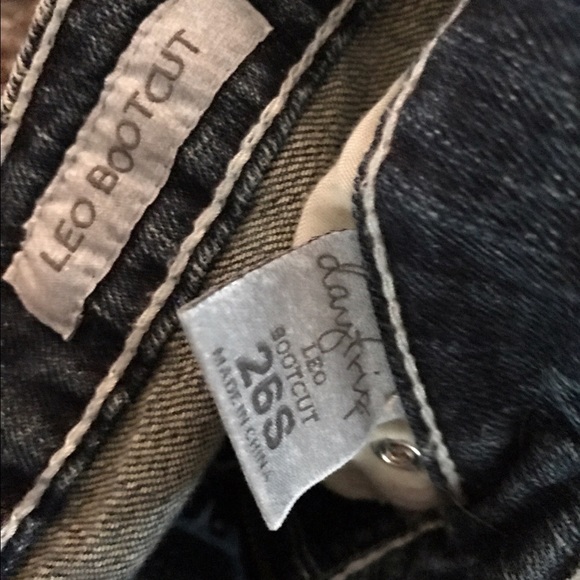 LEO BOOTCUT
daytrip
LEO
BOOTCUT
26S
MADE IN CHINA